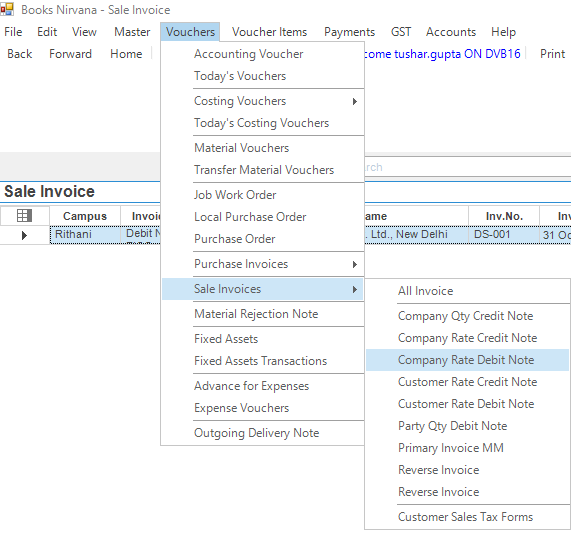 Books Nirvana - Sale Invoice
File Edit View Master Vouchers Voucher Items Payments GST Accounts Help
Back Forward Home come tushar.gupta ON DVB16 Print
Accounting Voucher
Today's Vouchers
Costing Vouchers
Today's Costing Vouchers
Material Vouchers
Transfer Material Vouchers
Job Work Order
Local Purchase Order
Purchase Order
Purchase Invoices
Sale Invoices
Material Rejection Note
Fixed Assets
Fixed Assets Transactions
Advance for Expenses
Expense Vouchers
Outgoing Delivery Note
arch
Sale Invoice
Campus Invoi ame Inv.No. Inv
Rithani Debit N . Ltd., New Delhi DS-001 31 Oc
All Invoice
Company Qty Credit Note
Company Rate Credit Note
Company Rate Debit Note
Customer Rate Credit Note
Customer Rate Debit Note
Party Qty Debit Note
Primary Invoice MM
Reverse Invoice
Reverse Invoice
Customer Sales Tax Forms